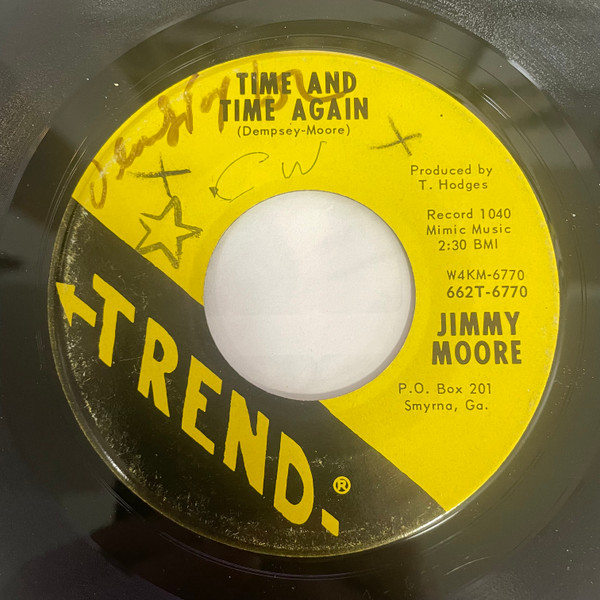 TIME AND
TIME AGAIN
(Dempsey-Moore)
CW
Produced by
T. Hodges
Record 1040
Mimic Music
2:30 BMI
W4KM-6770
662T-6770
JIMMY
MOORE
P.O. Box 201
Smyrna, Ga.
TREND.®